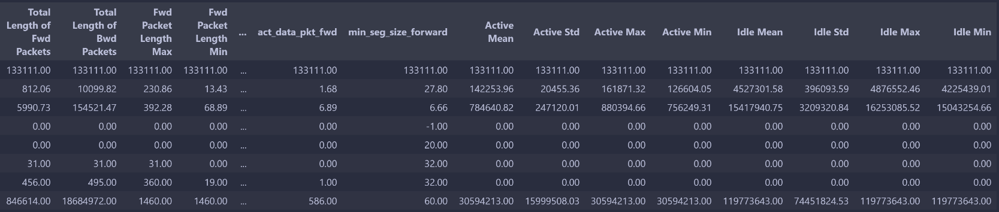 Total Length of Fwd Packets Total Length of Bwd Packets Fwd Packet Length Max Fwd Packet Length Min ... act_data_pkt_fwd min_seg_size_forward Active Mean Active Std Active Max Active Min Idle Mean Idle Std Idle Max Idle Min
133111.00 133111.00 133111.00 133111.00 ... 133111.00 133111.00 133111.00 133111.00 133111.00 133111.00 133111.00 133111.00 133111.00 133111.00
812.06 10099.82 230.86 13.43 ... 1.68 27.80 142253.96 20455.36 161871.32 126604.05 4527301.58 396093.59 4876552.46 4225439.01
5990.73 154521.47 392.28 68.89 ... 6.89 6.66 784640.82 247120.01 880394.66 756249.31 15417940.75 3209320.84 16253085.52 15043254.66
0.00 0.00 0.00 0.00 ... 0.00 -1.00 0.00 0.00 0.00 0.00 0.00 0.00 0.00 0.00
0.00 0.00 0.00 0.00 ... 0.00 20.00 0.00 0.00 0.00 0.00 0.00 0.00 0.00 0.00
31.00 31.00 31.00 0.00 ... 0.00 32.00 0.00 0.00 0.00 0.00 0.00 0.00 0.00 0.00
456.00 495.00 360.00 19.00 ... 1.00 32.00 0.00 0.00 0.00 0.00 0.00 0.00 0.00 0.00
846614.00 18684972.00 1460.00 1460.00 ... 586.00 60.00 30594213.00 15999508.03 30594213.00 30594213.00 119773643.00 74451824.53 119773643.00 119773643.00